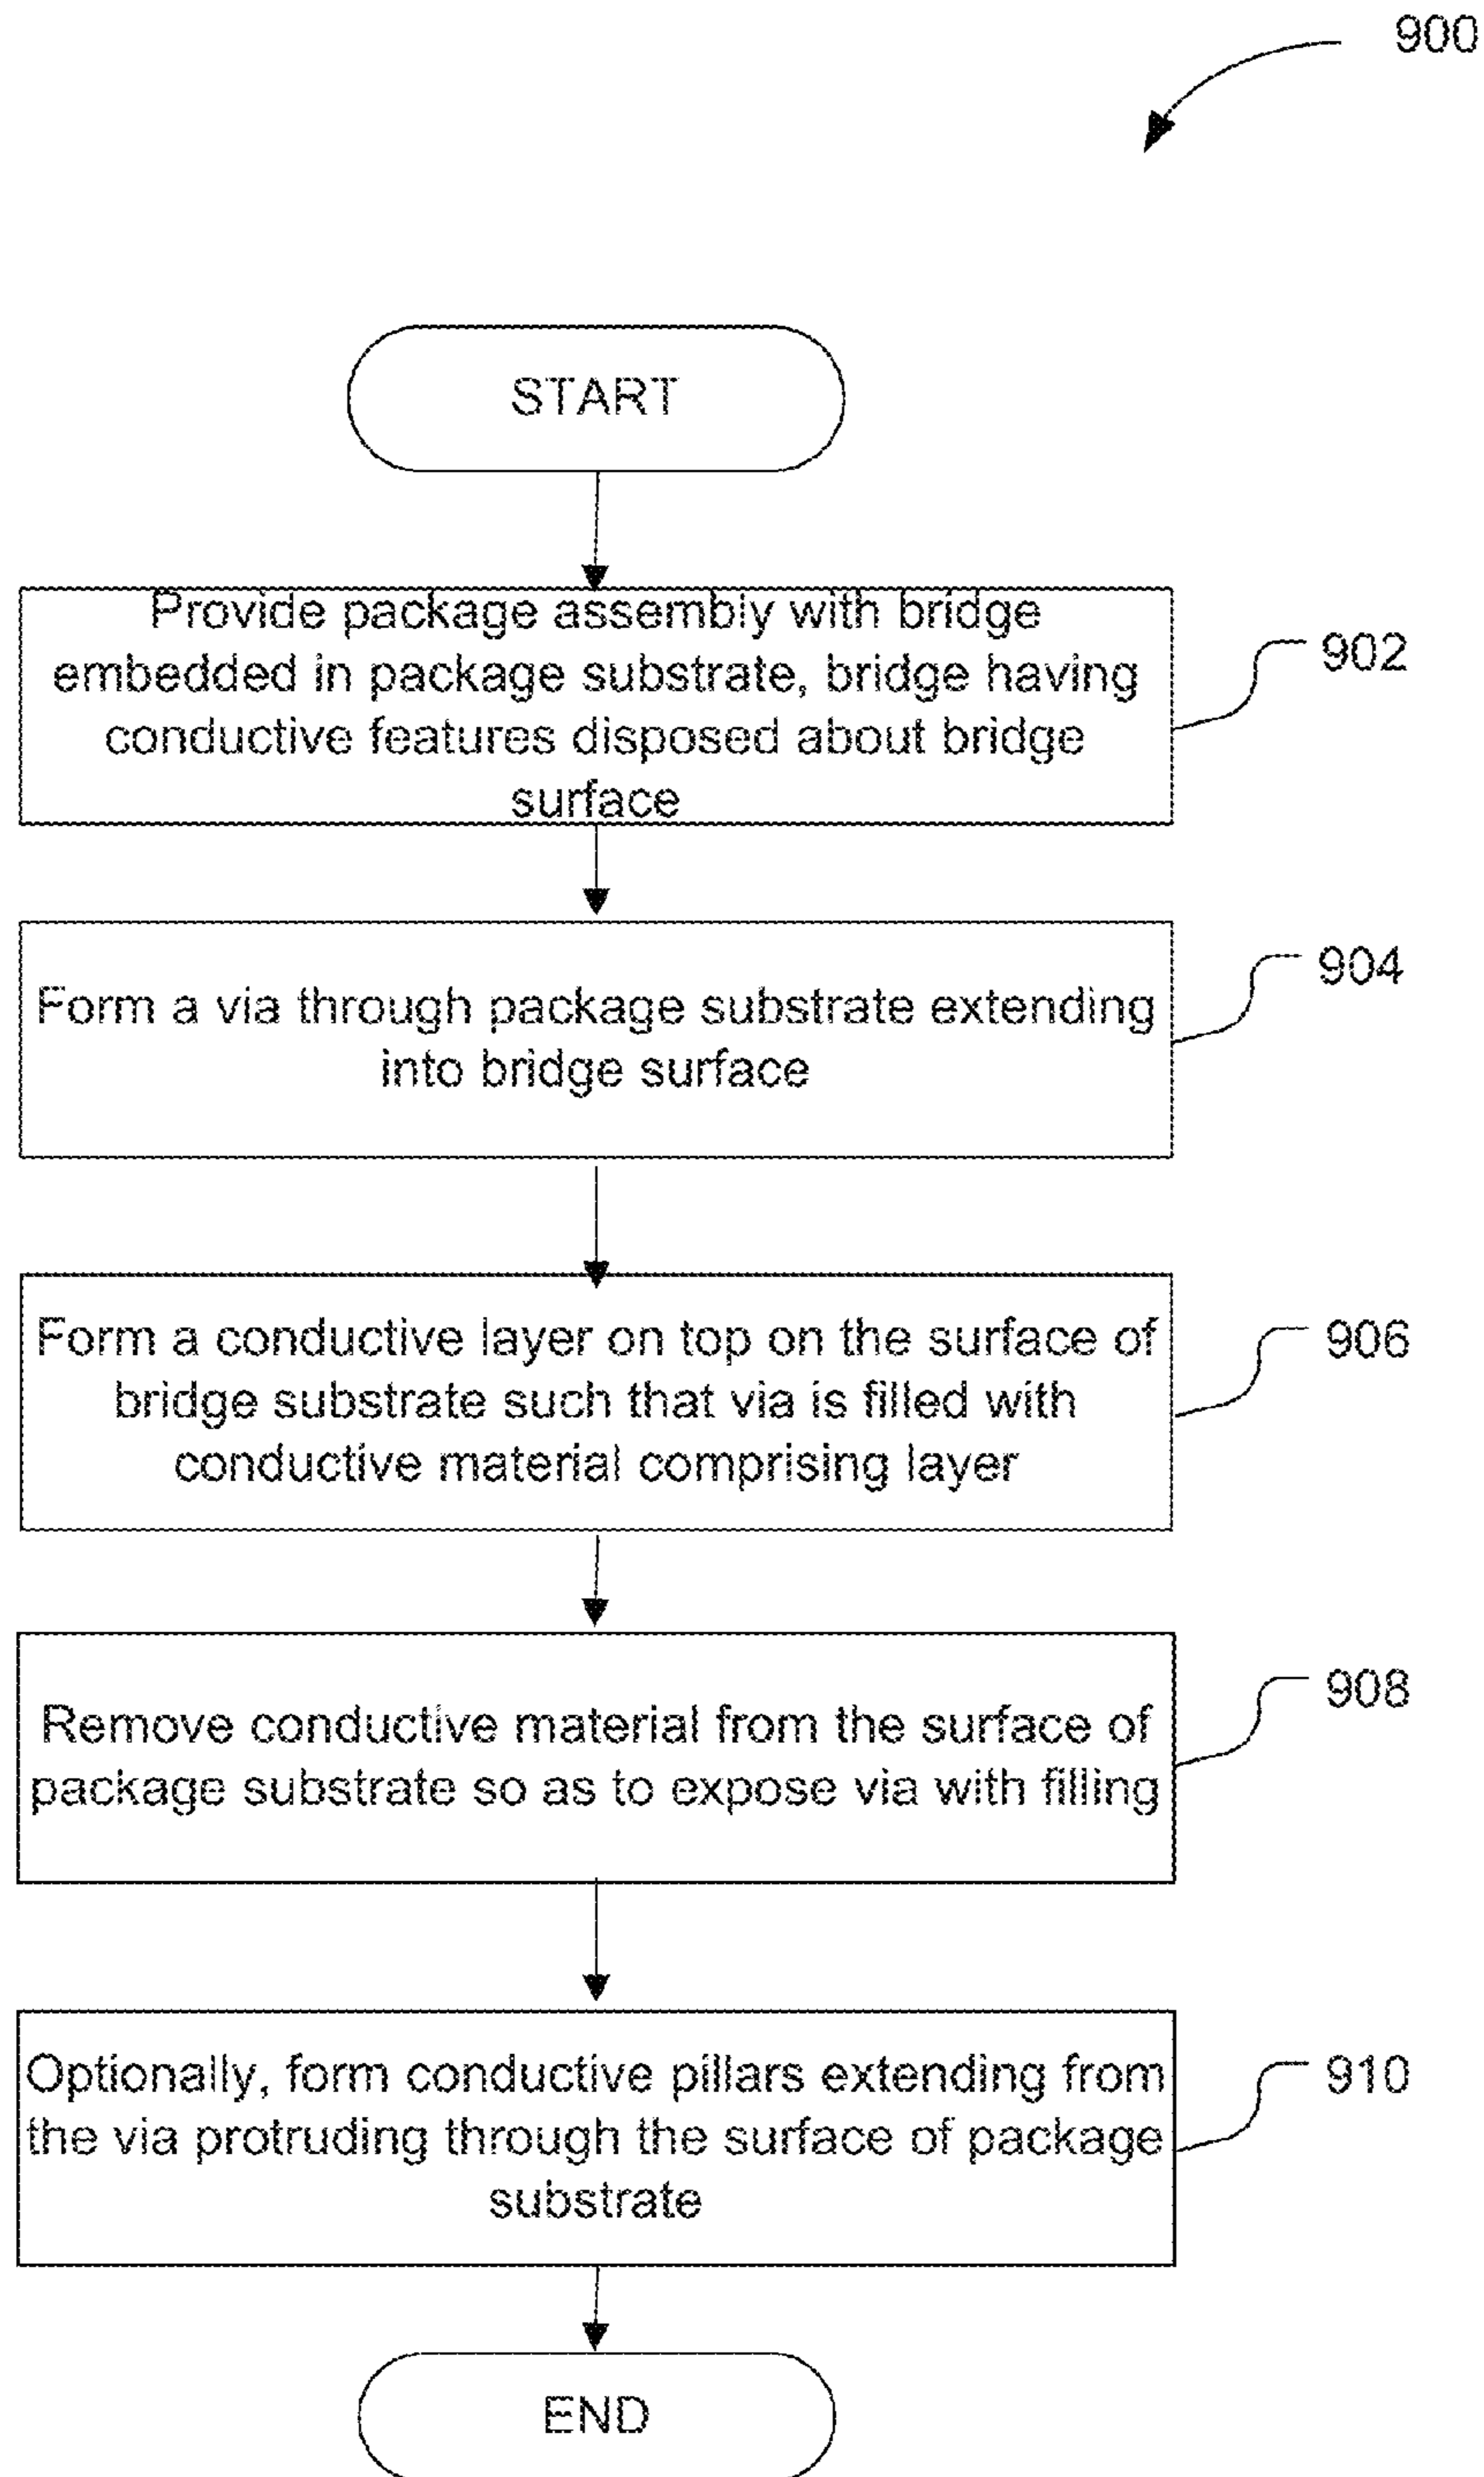 900
START
Provide package assembly with bridge
embedded in package substrate, bridge having
conductive features disposed about bridge
surface
902
Form a via through package substrate extending
into bridge surface
904
Form a conductive layer on top on the surface of
bridge substrate such that via is filled with
conductive material comprising layer
906
Remove conductive material from the surface of
package substrate so as to expose via with filling
908
Optionally, form conductive pillars extending from
the via protruding through the surface of package
substrate
910
END